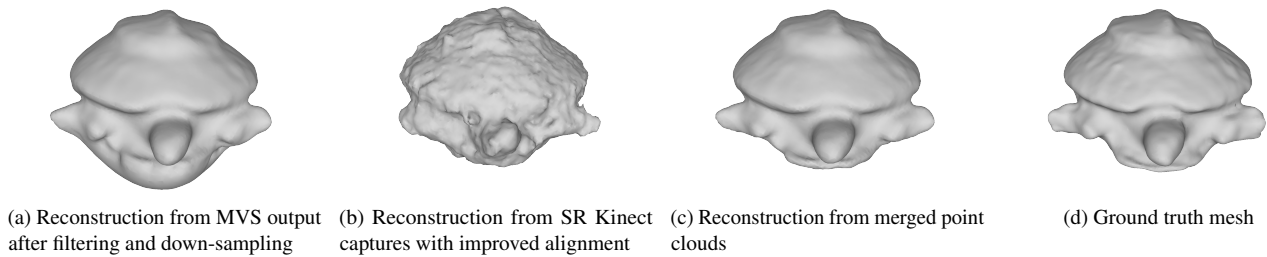 (a) Reconstruction from MVS output
after filtering and down-sampling
(b) Reconstruction from SR Kinect
captures with improved alignment
(c) Reconstruction from merged point
clouds
(d) Ground truth mesh